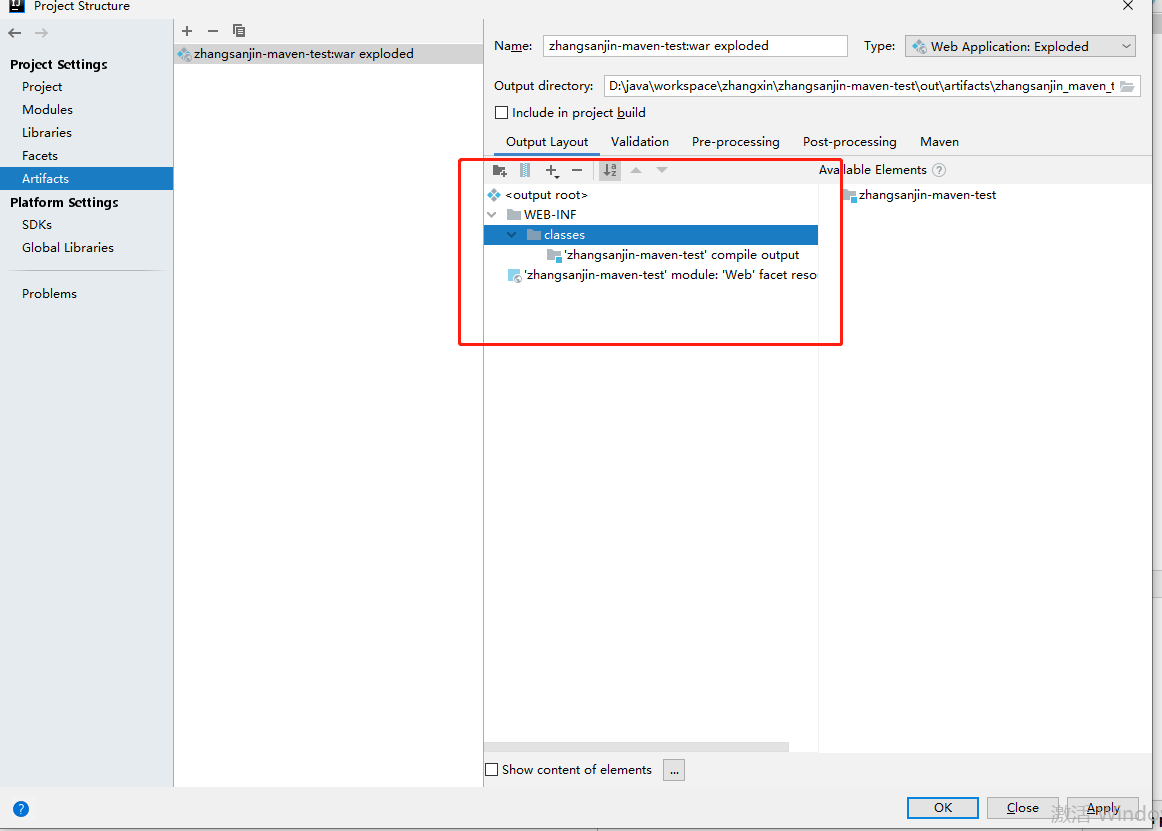 Project Structure
Project Settings
Project
Modules
Libraries
Facets
Artifacts
Platform Settings
SDKs
Global Libraries
Problems
zhangsanjin-maven-test:war exploded
Name: zhangsanjin-maven-test:war exploded
Type: Web Application: Exploded
Output directory: D:\java\workspace\zhangxin\zhangsanjin-maven-test\out\artifacts\zhangsanjin_maven_t
Include in project build
Output Layout Validation Pre-processing Post-processing Maven
Available Elements
<output root>
WEB-INF
classes
'zhangsanjin-maven-test' compile output
'zhangsanjin-maven-test' module: 'Web' facet reso
zhangsanjin-maven-test
Show content of elements ...
OK Close Apply
激活 Windo